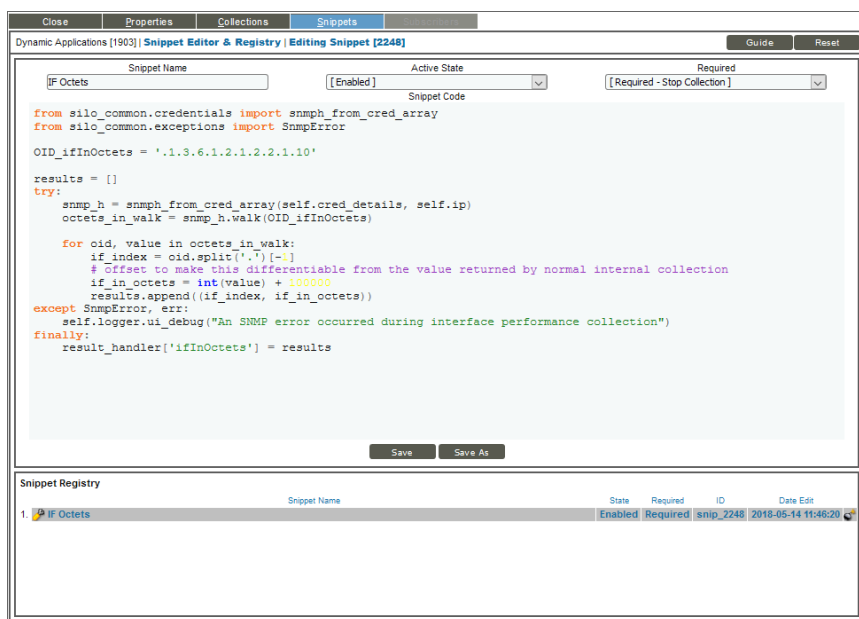 Close Properties Collections Snippets Subscribers
Dynamic Applications [1903] | Snippet Editor & Registry | Editing Snippet [2248] Guide Reset
Snippet Name Active State Required
IF Octets [ Enabled ] [ Required - Stop Collection ]
Snippet Code
from silo_common.credentials import snmph_from_cred_array
from silo_common.exceptions import SnmpError
OID_ifInOctets = '.1.3.6.1.2.1.2.2.1.10'
results = []
try:
    snmp_h = snmph_from_cred_array(self.cred_details, self.ip)
    octets_in_walk = snmp_h.walk(OID_ifInOctets)
    for oid, value in octets_in_walk:
        if_index = oid.split('.')[-1]
        # offset to make this differentiable from the value returned by normal internal collection
        if_in_octets = int(value) + 100000
        results.append((if_index, if_in_octets))
except SnmpError, err:
    self.logger.ui_debug("An SNMP error occurred during interface performance collection")
finally:
    result_handler['ifInOctets'] = results
Save Save As
Snippet Registry
Snippet Name State Required ID Date Edit
1. IF Octets Enabled Required snip_2248 2018-05-14 11:46:20